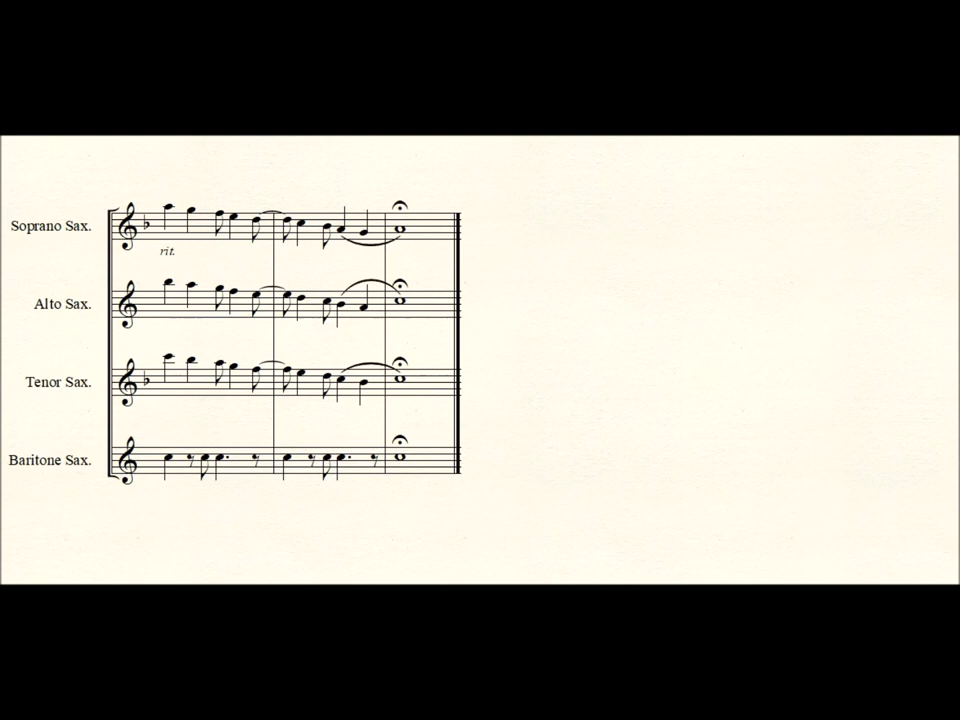 Soprano Sax.
rit.
Alto Sax.
Tenor Sax.
Baritone Sax.